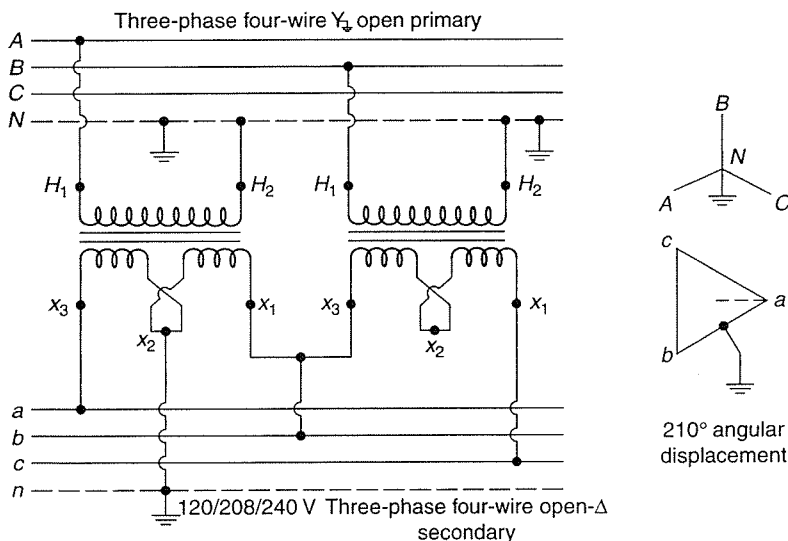 Three-phase four-wire Y open primary
A
B
C
N
H₁ H₂ H₁ H₂
x₃ x₁ x₃ x₁
x₂ x₂
a
b
c
n
120/208/240 V Three-phase four-wire open-Δ
secondary
B
N
A C
c
a
b
210° angular
displacement